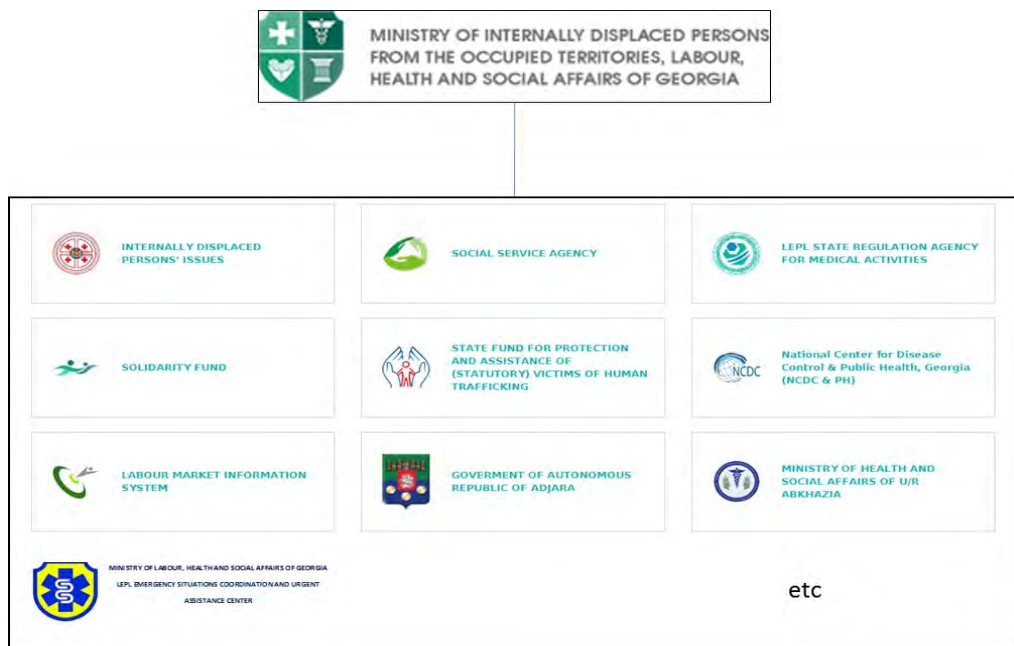 MINISTRY OF INTERNALLY DISPLACED PERSONS
FROM THE OCCUPIED TERRITORIES, LABOUR,
HEALTH AND SOCIAL AFFAIRS OF GEORGIA
INTERNALLY DISPLACED
PERSONS' ISSUES
SOCIAL SERVICE AGENCY
LEPL STATE REGULATION AGENCY
FOR MEDICAL ACTIVITIES
SOLIDARITY FUND
STATE FUND FOR PROTECTION
AND ASSISTANCE OF
(STATUTORY) VICTIMS OF HUMAN
TRAFFICKING
NCDC
National Center for Disease
Control & Public Health, Georgia
(NCDC & PH)
LABOUR MARKET INFORMATION
SYSTEM
GOVERMENT OF AUTONOMOUS
REPUBLIC OF ADJARA
MINISTRY OF HEALTH AND
SOCIAL AFFAIRS OF U/R
ABKHAZIA
MINISTRY OF LABOUR, HEALTH AND SOCIAL AFFAIRS OF GEORGIA
LEPL EMERGENCY SITUATIONS COORDINATION AND URGENT
ASSISTANCE CENTER
etc